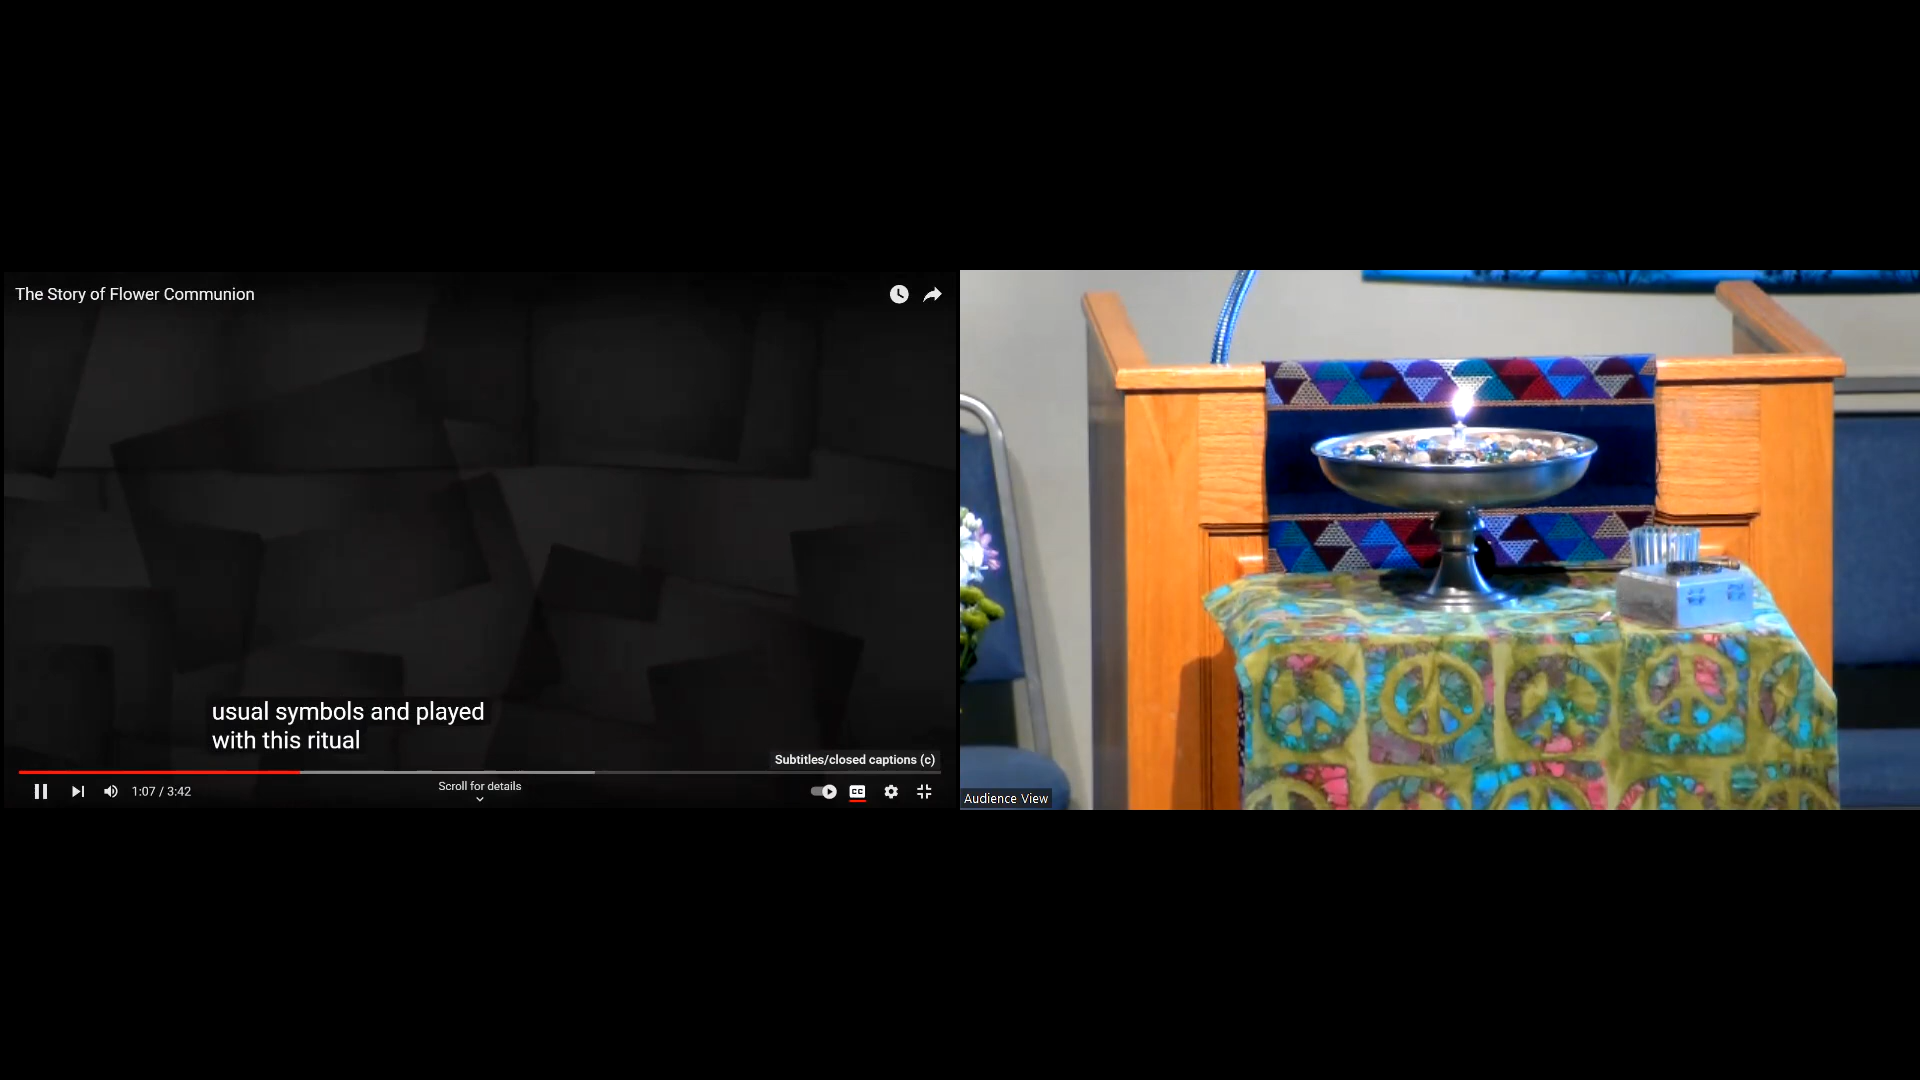 The Story of Flower Communion
usual symbols and played
with this ritual
Subtitles/closed captions (c)
1:07 / 3:42
Scroll for details
CC
Audience View